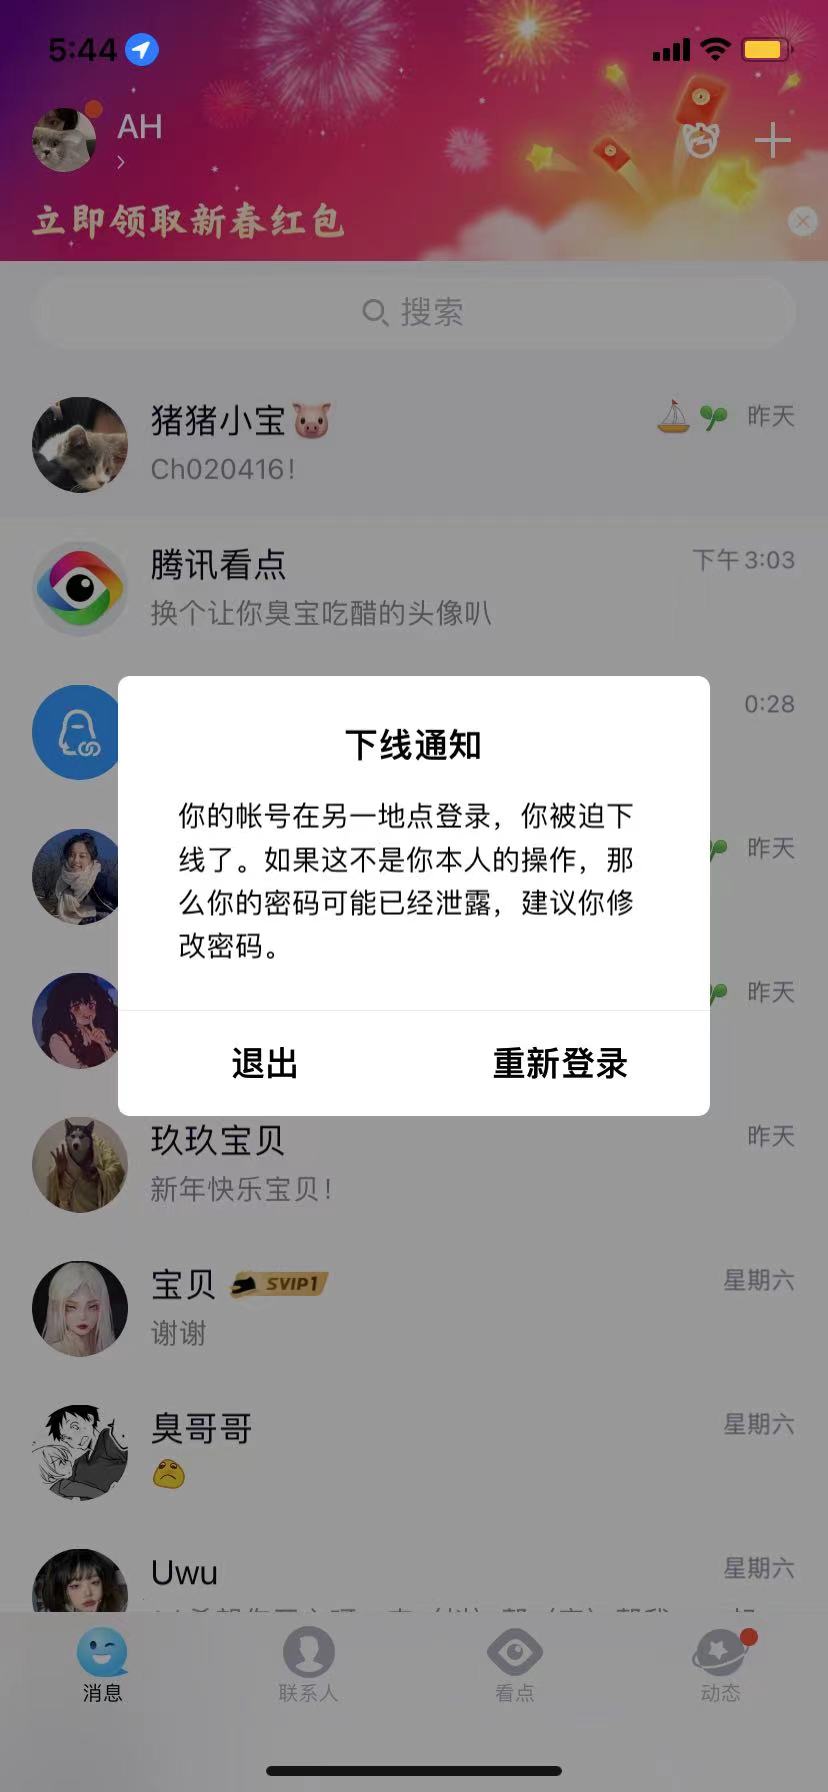 5:44
AH
立即领取新春红包
搜索
猪猪小宝
昨天
Ch020416!
腾讯看点
下午3:03
换个让你臭宝吃醋的头像叭
0:28
下线通知
你的帐号在另一地点登录，你被迫下
线了。如果这不是你本人的操作，那
么你的密码可能已经泄露，建议你修
改密码。
昨天
昨天
退出
重新登录
玖玖宝贝
昨天
新年快乐宝贝！
宝贝
SVIP1
星期六
谢谢
臭哥哥
星期六
Uwu
星期六
消息
联系人
看点
动态